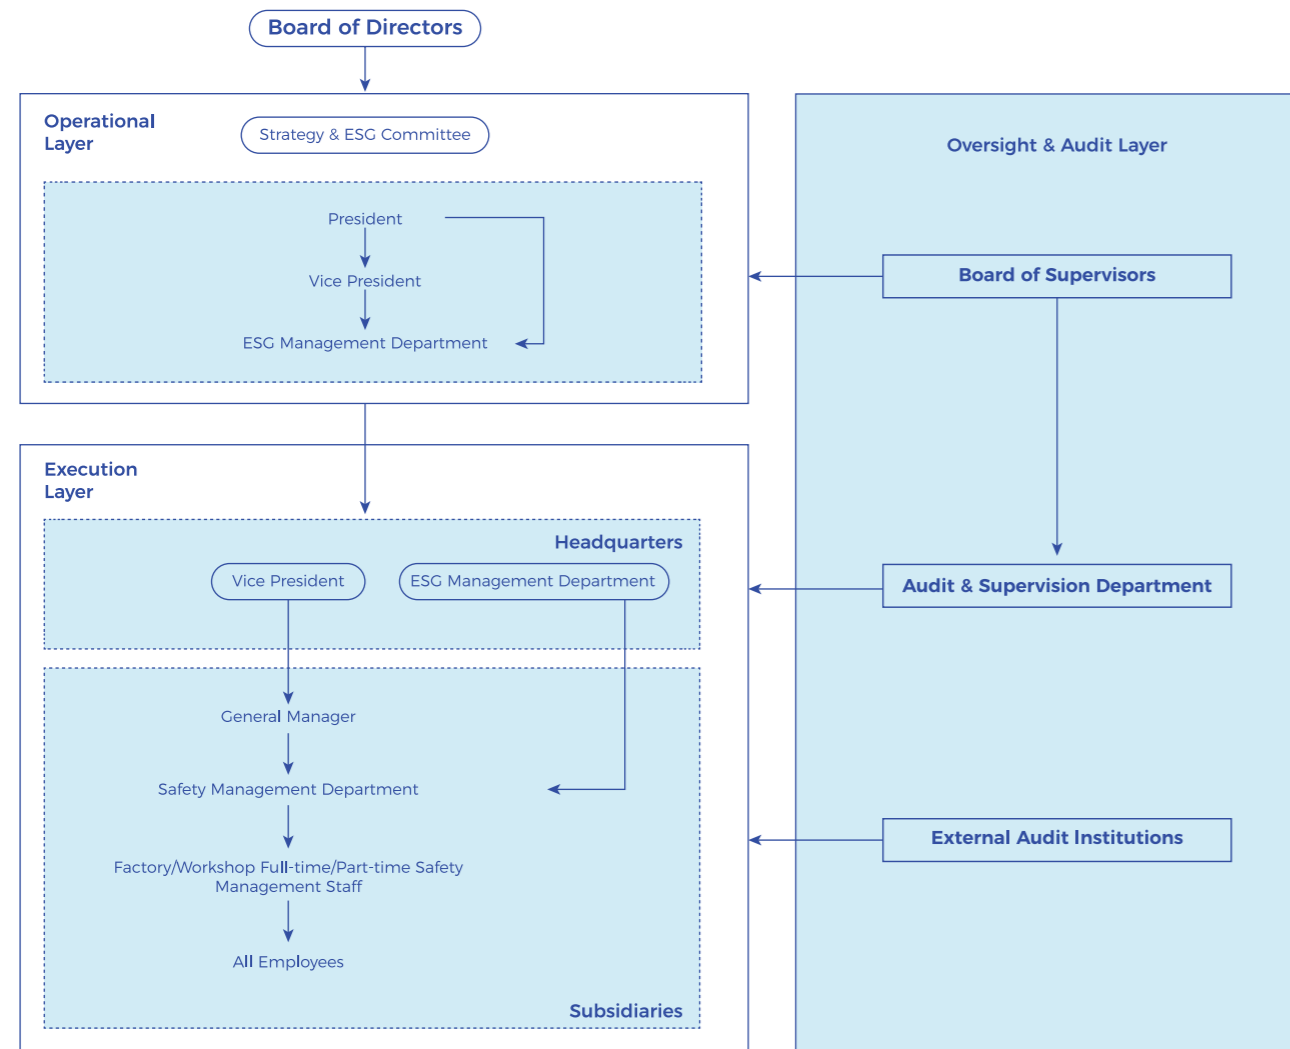 Board of Directors
Operational
Layer
Strategy & ESG Committee
President
Vice President
ESG Management Department
Execution
Layer
Headquarters
Vice President
ESG Management Department
General Manager
Safety Management Department
Factory/Workshop Full-time/Part-time Safety
Management Staff
All Employees
Subsidiaries
Oversight & Audit Layer
Board of Supervisors
Audit & Supervision Department
External Audit Institutions